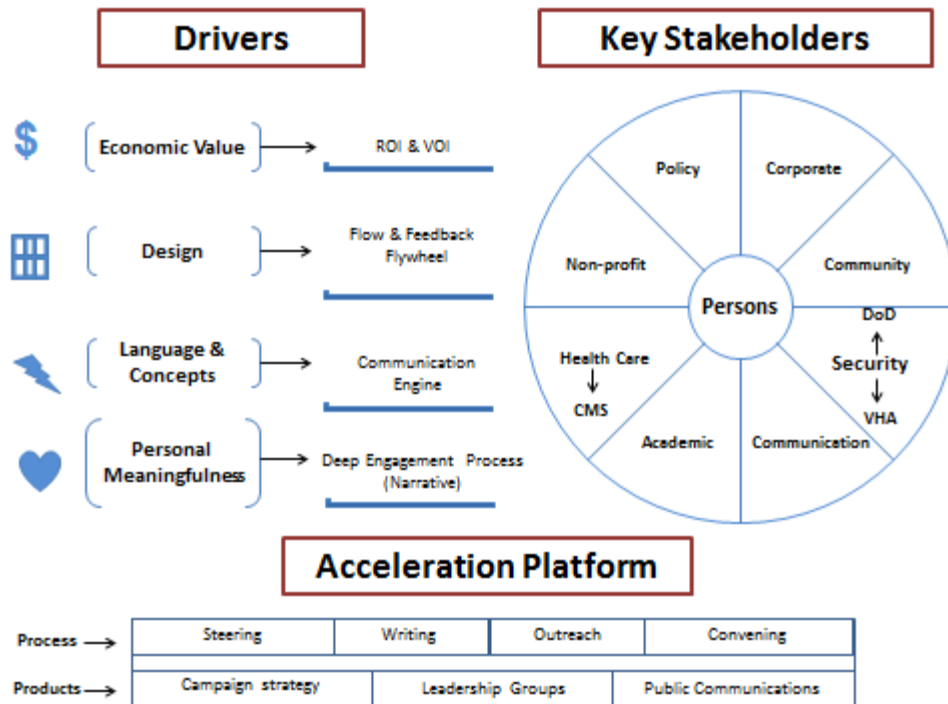 Drivers
Key Stakeholders
$
Economic Value
ROI & VOI
Design
Flow & Feedback
Flywheel
Language &
Concepts
Communication
Engine
Personal
Meaningfulness
Deep Engagement Process
(Narrative)
Policy
Corporate
Non-profit
Community
Persons
DoD
Health Care
Security
CMS
VHA
Academic
Communication
Acceleration Platform
Process
Steering
Writing
Outreach
Convening
Products
Campaign strategy
Leadership Groups
Public Communications